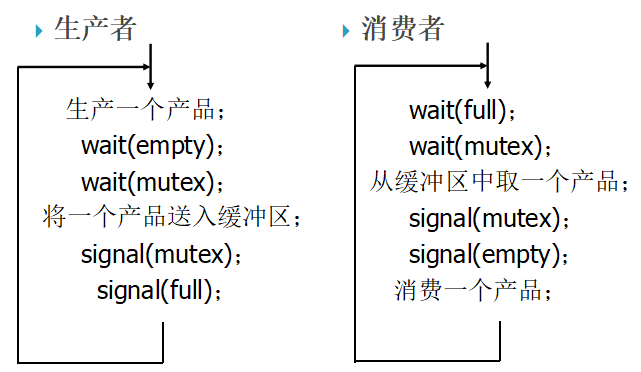 生产者
生产一个产品；
wait(empty)；
wait(mutex)；
将一个产品送入缓冲区；
signal(mutex)；
signal(full)；
消费者
wait(full)；
wait(mutex)；
从缓冲区中取一个产品；
signal(mutex)；
signal(empty)；
消费一个产品；